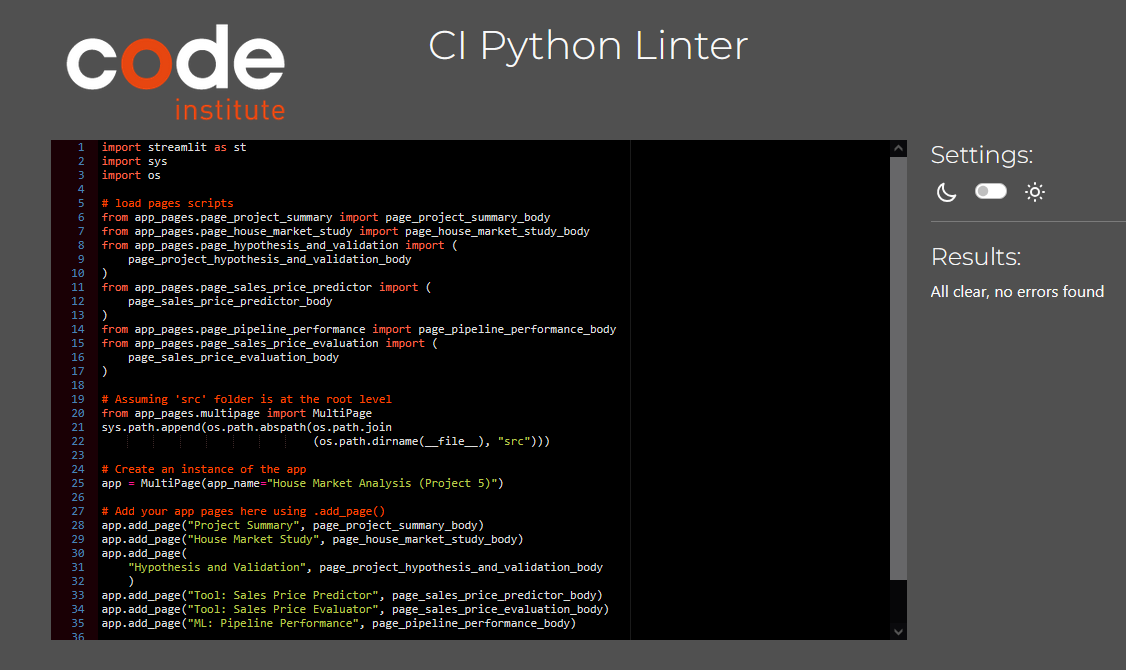 code
institute
CI Python Linter
1 import streamlit as st
2 import sys
3 import os
4
5 # load pages scripts
6 from app_pages.page_project_summary import page_project_summary_body
7 from app_pages.page_house_market_study import page_house_market_study_body
8 from app_pages.page_hypothesis_and_validation import (
9     page_project_hypothesis_and_validation_body
10 )
11 from app_pages.page_sales_price_predictor import (
12     page_sales_price_predictor_body
13 )
14 from app_pages.page_pipeline_performance import page_pipeline_performance_body
15 from app_pages.page_sales_price_evaluation import (
16     page_sales_price_evaluation_body
17 )
18
19 # Assuming 'src' folder is at the root level
20 from app_pages.multipage import MultiPage
21 sys.path.append(os.path.abspath(os.path.join
22                                 (os.path.dirname(__file__), "src")))
23
24 # Create an instance of the app
25 app = MultiPage(app_name="House Market Analysis (Project 5)")
26
27 # Add your app pages here using .add_page()
28 app.add_page("Project Summary", page_project_summary_body)
29 app.add_page("House Market Study", page_house_market_study_body)
30 app.add_page(
31     "Hypothesis and Validation", page_project_hypothesis_and_validation_body
32     )
33 app.add_page("Tool: Sales Price Predictor", page_sales_price_predictor_body)
34 app.add_page("Tool: Sales Price Evaluator", page_sales_price_evaluation_body)
35 app.add_page("ML: Pipeline Performance", page_pipeline_performance_body)
36
Settings:
Results:
All clear, no errors found